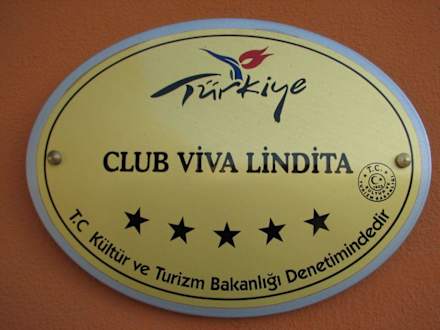 Türkiye
CLUB VİVA LİNDİTA
T.C.
T.C Kültür ve Turizm Bakanlığı Denetimindedir